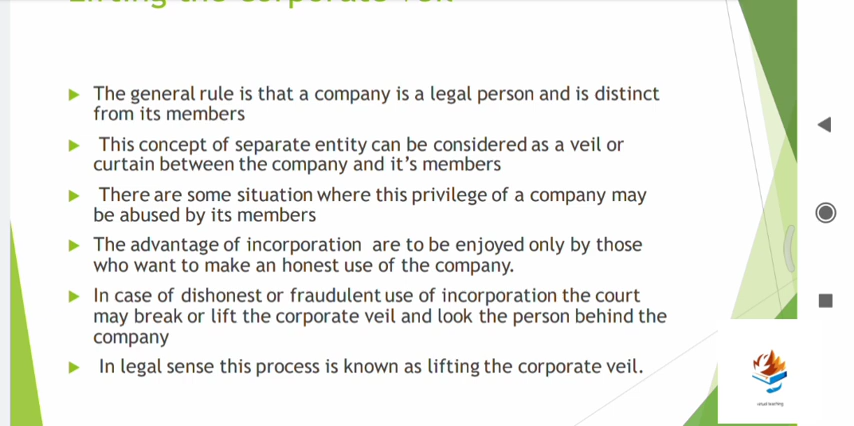 Lifting the Corporate veil
The general rule is that a company is a legal person and is distinct
from its members
This concept of separate entity can be considered as a veil or
curtain between the company and it's members
There are some situation where this privilege of a company may
be abused by its members
The advantage of incorporation are to be enjoyed only by those
who want to make an honest use of the company.
In case of dishonest or fraudulent use of incorporation the court
may break or lift the corporate veil and look the person behind the
company
In legal sense this process is known as lifting the corporate veil.